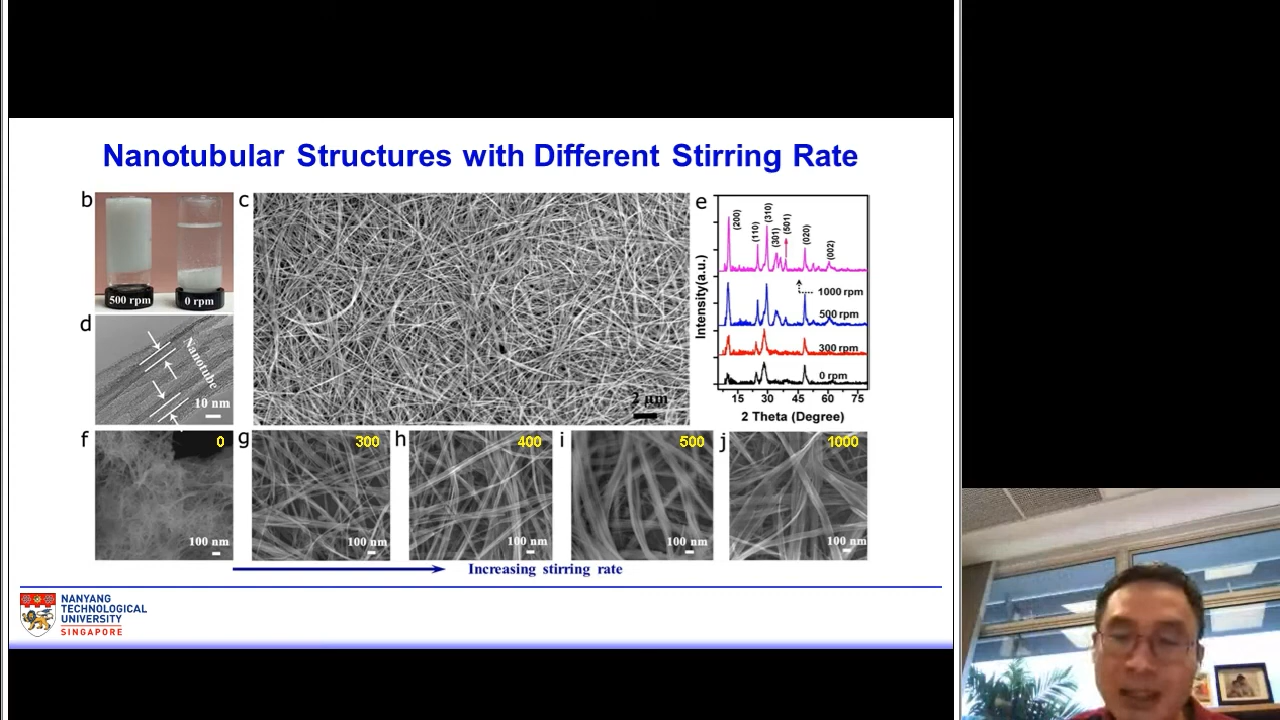 Nanotubular Structures with Different Stirring Rate
b
500 rpm
0 rpm
c
2 μm
d
Nanotube
10 nm
e
(200)
(110)
(310)
(301)
(501)
(020)
(002)
1000 rpm
500 rpm
300 rpm
0 rpm
Intensity(a.u.)
15 30 45 60 75
2 Theta (Degree)
f
0
100 nm
g
300
100 nm
h
400
100 nm
i
500
100 nm
j
1000
100 nm
Increasing stirring rate
NANYANG
TECHNOLOGICAL
UNIVERSITY
SINGAPORE